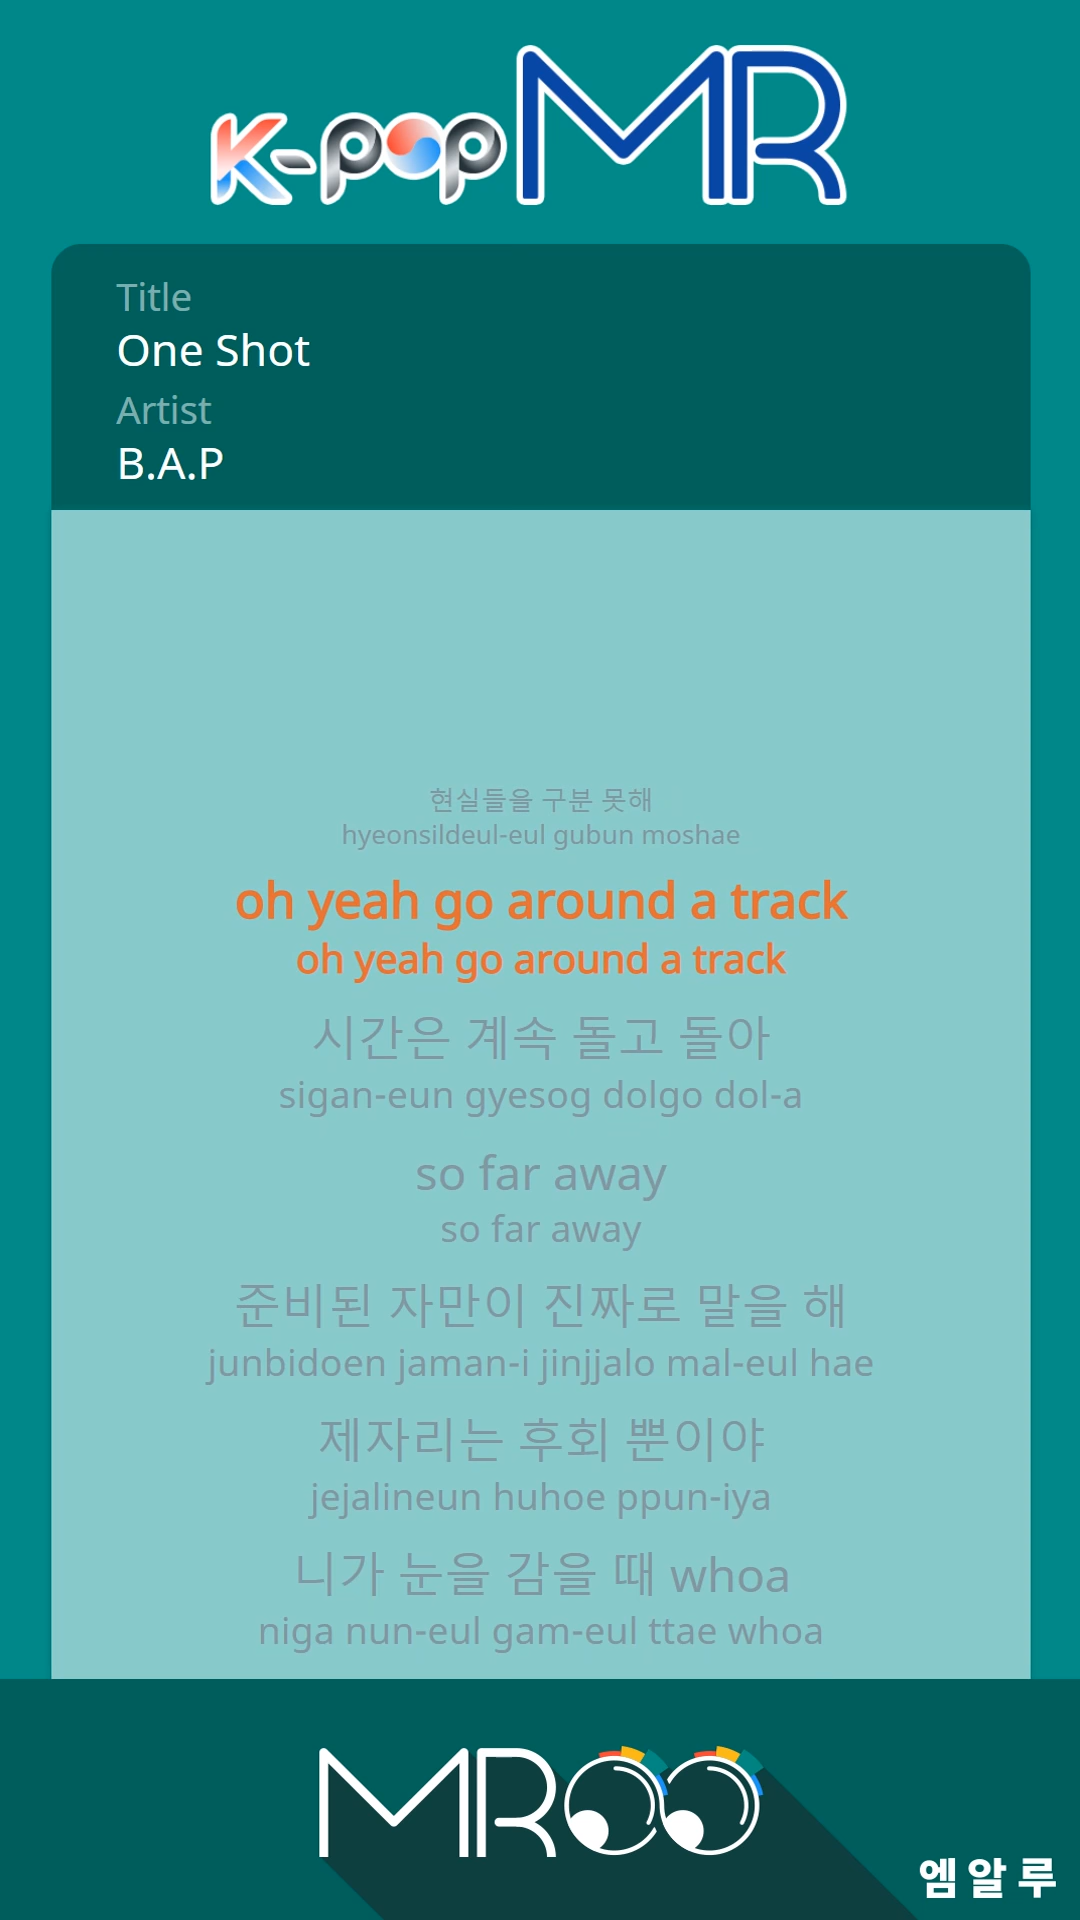 K-pop MR
Title
One Shot
Artist
B.A.P
현실들을 구분 못해
hyeonsildeul-eul gubun moshae
oh yeah go around a track
oh yeah go around a track
시간은 계속 돌고 돌아
sigan-eun gyesog dolgo dol-a
so far away
so far away
준비된 자만이 진짜로 말을 해
junbidoen jaman-i jinjjalo mal-eul hae
제자리는 후회 뿐이야
jejalineun huhoe ppun-iya
니가 눈을 감을 때 whoa
niga nun-eul gam-eul ttae whoa
MROO
엠알루